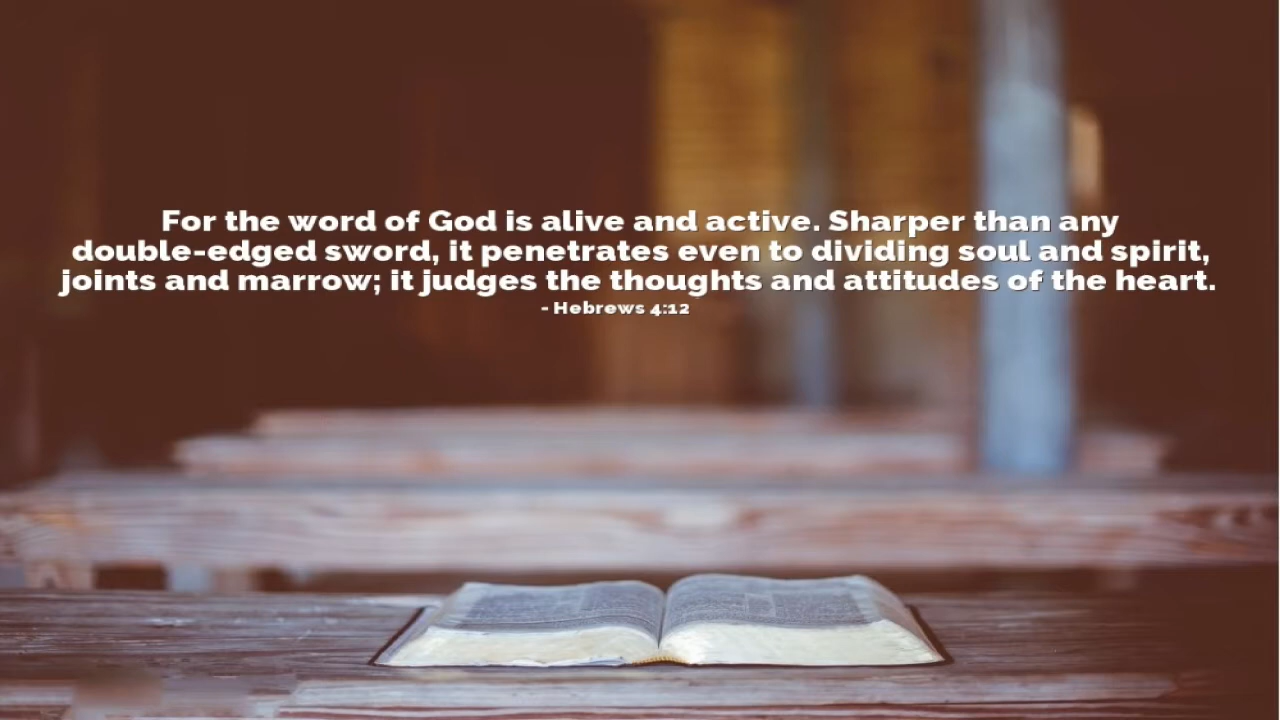 For the word of God is alive and active. Sharper than any
double-edged sword, it penetrates even to dividing soul and spirit,
joints and marrow; it judges the thoughts and attitudes of the heart.
- Hebrews 4:12